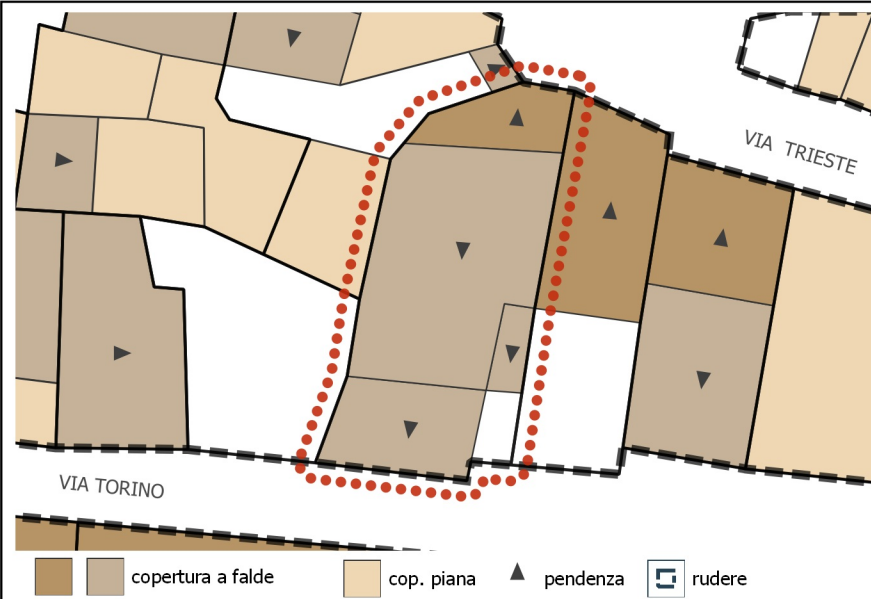 VIA TRIESTE
VIA TORINO
copertura a falde
cop. piana
pendenza
rudere